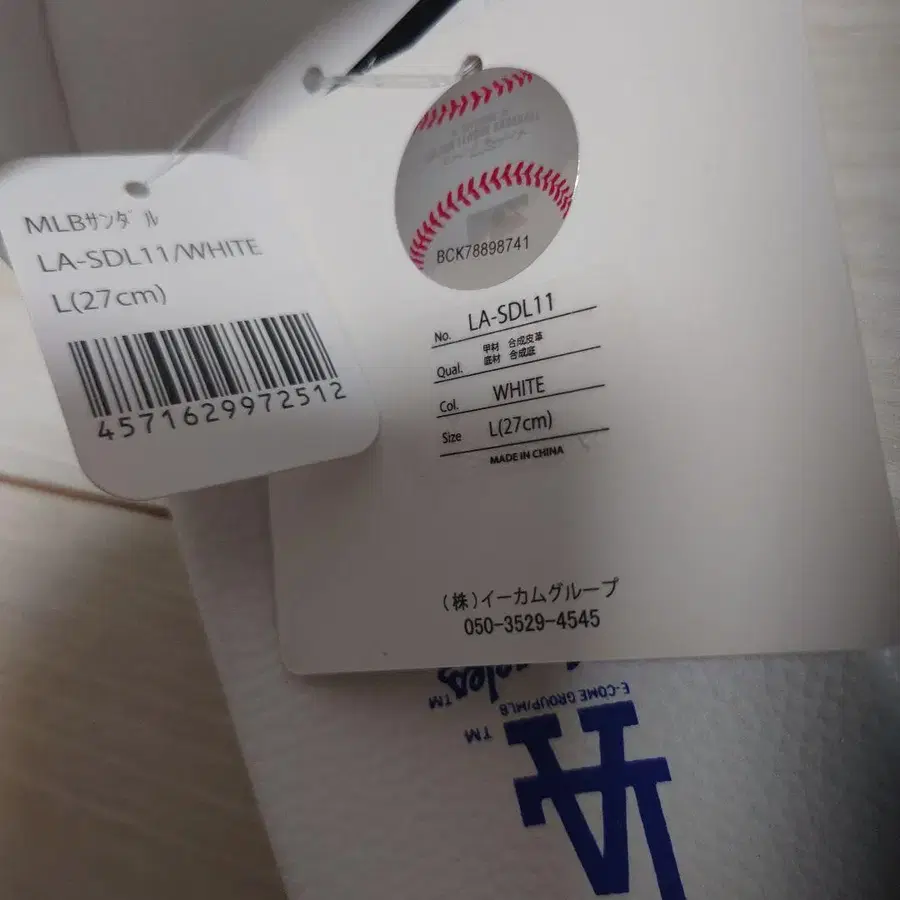 MLBサンダル
LA-SDL11/WHITE
L(27cm)
4571629972512
BCK78898741
No. LA-SDL11
Qual. 甲材 合成皮革
底材 合成底
Col. WHITE
Size L(27cm)
MADE IN CHINA
(株)イーカムグループ
050-3529-4545
TM
E-COME GROUP/MLB
TM
LA